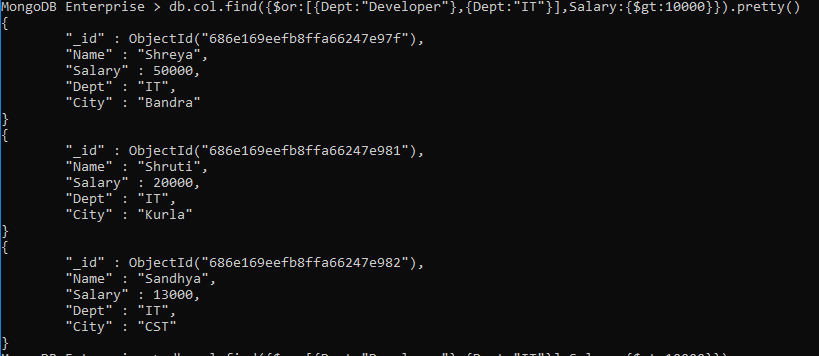 MongoDB Enterprise > db.col.find({$or:[{Dept:"Developer"},{Dept:"IT"}],Salary:{$gt:10000}}).pretty()
{
        "_id" : ObjectId("686e169eefb8ffa66247e97f"),
        "Name" : "Shreya",
        "Salary" : 50000,
        "Dept" : "IT",
        "City" : "Bandra"
}
{
        "_id" : ObjectId("686e169eefb8ffa66247e981"),
        "Name" : "Shruti",
        "Salary" : 20000,
        "Dept" : "IT",
        "City" : "Kurla"
}
{
        "_id" : ObjectId("686e169eefb8ffa66247e982"),
        "Name" : "Sandhya",
        "Salary" : 13000,
        "Dept" : "IT",
        "City" : "CST"
}